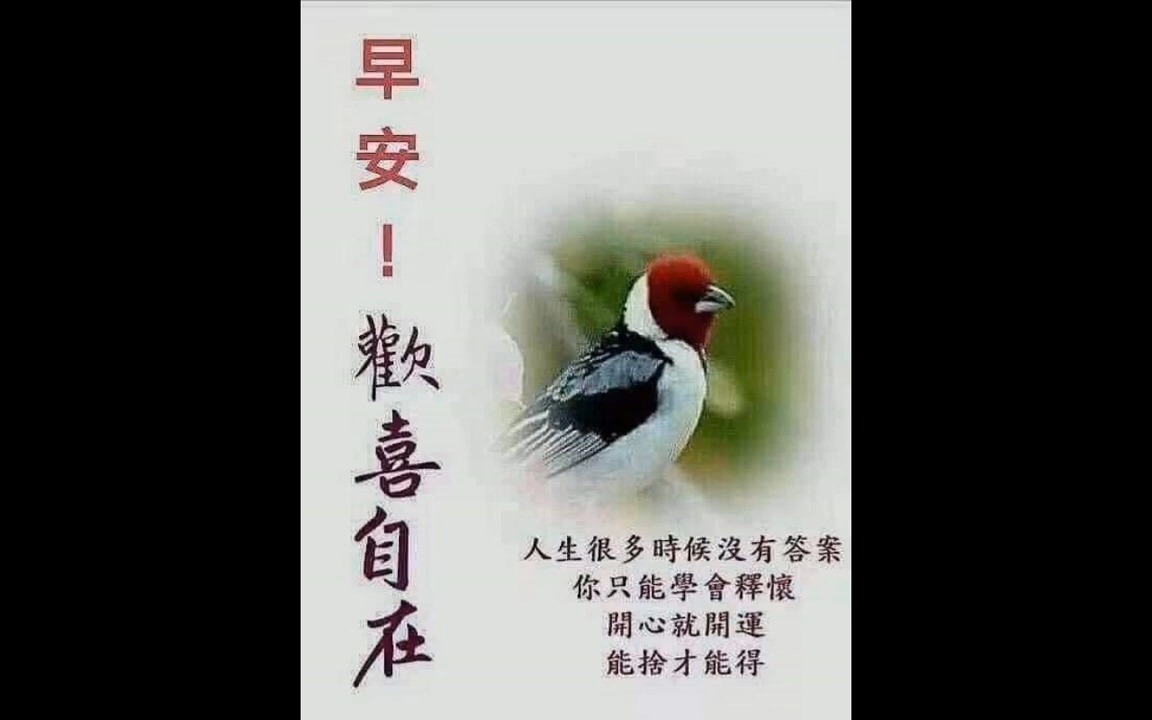 早安！
歡喜自在
人生很多時候沒有答案
你只能學會釋懷
開心就開運
能捨才能得